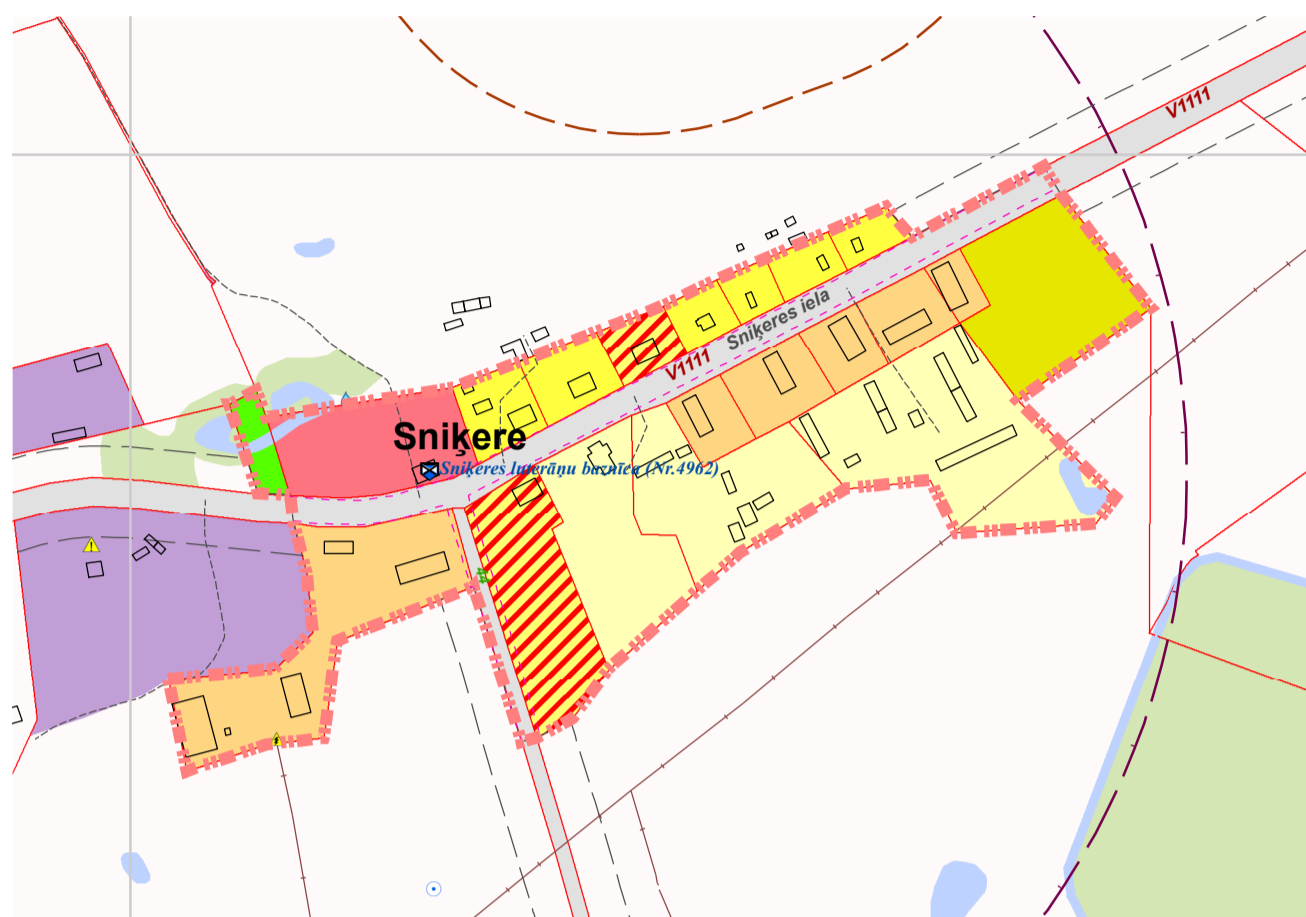 V1111
Sniķeres iela
V1111
Sniķere
Sniķeres luterāņu baznīca (Nr.4962)